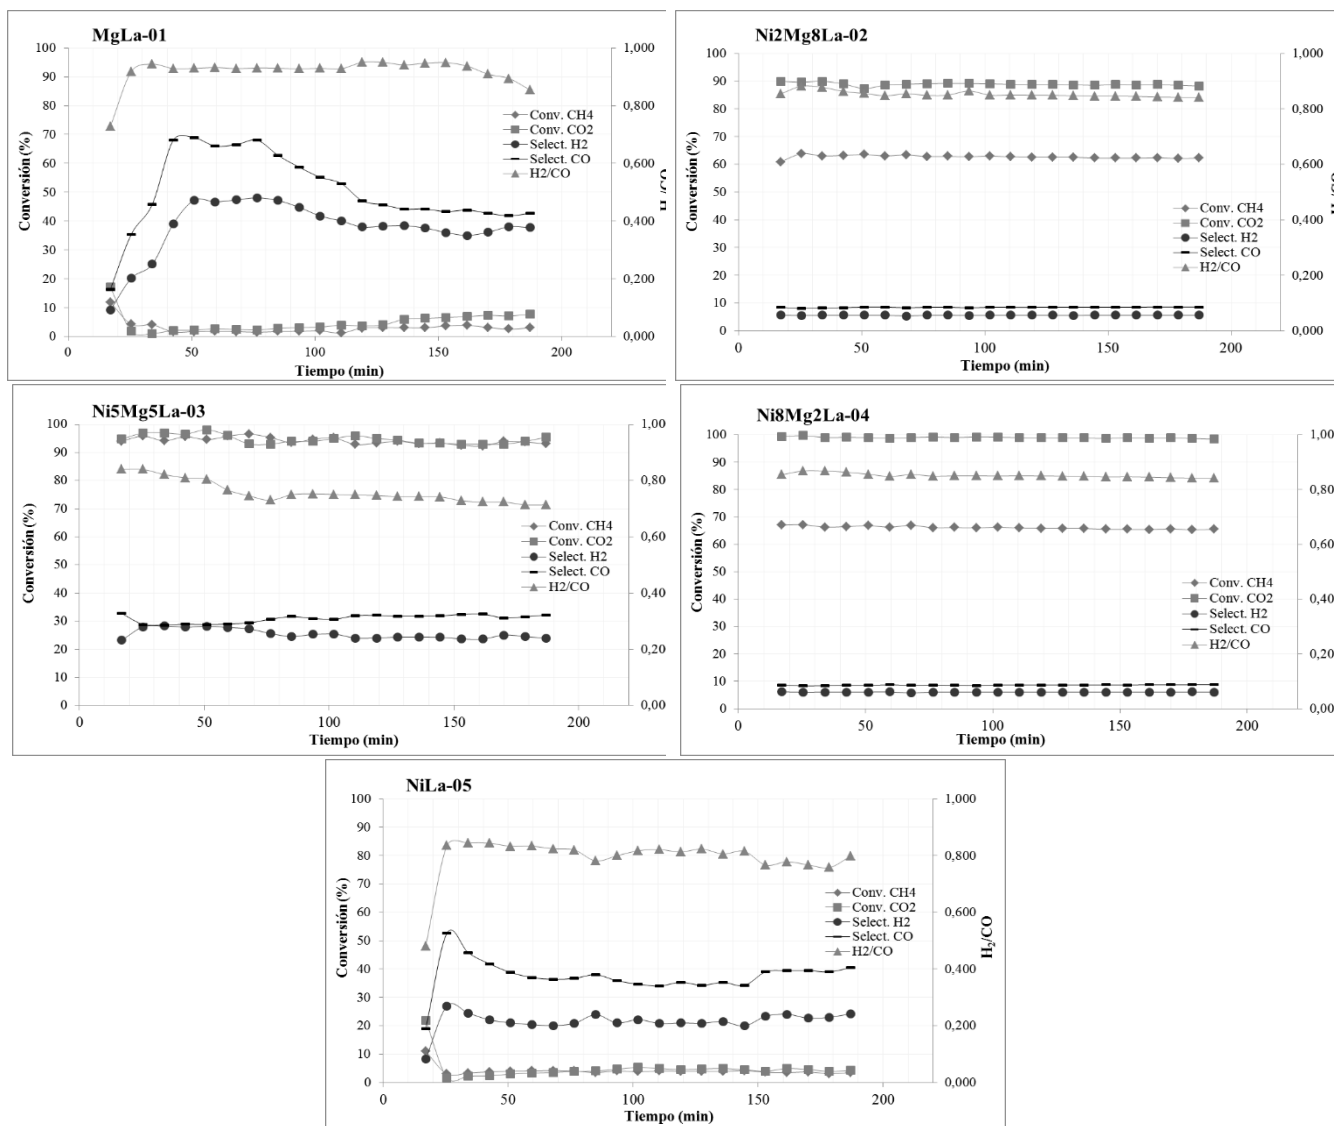 MgLa-01
Conversión (%)
100
90
80
70
60
50
40
30
20
10
0
1,000
0,800
0,600
0,400
0,200
0,000
Conv. CH4
Conv. CO2
Select. H2
Select. CO
H2/CO
0 50 100 150 200
Tiempo (min)
Ni2Mg8La-02
Conversión (%)
100
90
80
70
60
50
40
30
20
10
0
1,000
0,800
0,600
0,400
0,200
0,000
Conv. CH4
Conv. CO2
Select. H2
Select. CO
H2/CO
0 50 100 150 200
Tiempo (min)
Ni5Mg5La-03
Conversión (%)
100
90
80
70
60
50
40
30
20
10
0
1,00
0,80
0,60
0,40
0,20
0,00
Conv. CH4
Conv. CO2
Select. H2
Select. CO
H2/CO
0 50 100 150 200
Tiempo (min)
Ni8Mg2La-04
Conversión (%)
100
90
80
70
60
50
40
30
20
10
0
1,00
0,80
0,60
0,40
0,20
0,00
Conv. CH4
Conv. CO2
Select. H2
Select. CO
H2/CO
0 50 100 150 200
Tiempo (min)
NiLa-05
Conversión (%)
100
90
80
70
60
50
40
30
20
10
0
1,000
0,800
0,600
0,400
0,200
0,000
H₂/CO
Conv. CH4
Conv. CO2
Select. H2
Select. CO
H2/CO
0 50 100 150 200
Tiempo (min)